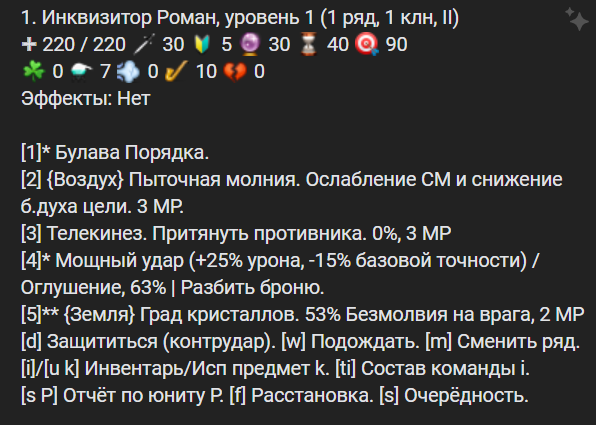 1. Инквизитор Роман, уровень 1 (1 ряд, 1 клн, II)
➕ 220 / 220 🗡 30 🔰 5 🔮 30 ⏳ 40 🎯 90
☘ 0 7 💨 0 🎷 10 💔 0
Эффекты: Нет

[1]* Булава Порядка.
[2] {Воздух} Пыточная молния. Ослабление СМ и снижение
б.духа цели. 3 МР.
[3] Телекинез. Притянуть противника. 0%, 3 МР
[4]* Мощный удар (+25% урона, -15% базовой точности) /
Оглушение, 63% | Разбить броню.
[5]** {Земля} Град кристаллов. 53% Безмолвия на врага, 2 МР
[d] Защититься (контрудар). [w] Подождать. [m] Сменить ряд.
[i]/[u k] Инвентарь/Исп предмет k. [ti] Состав команды i.
[s P] Отчёт по юниту P. [f] Расстановка. [s] Очерёдность.